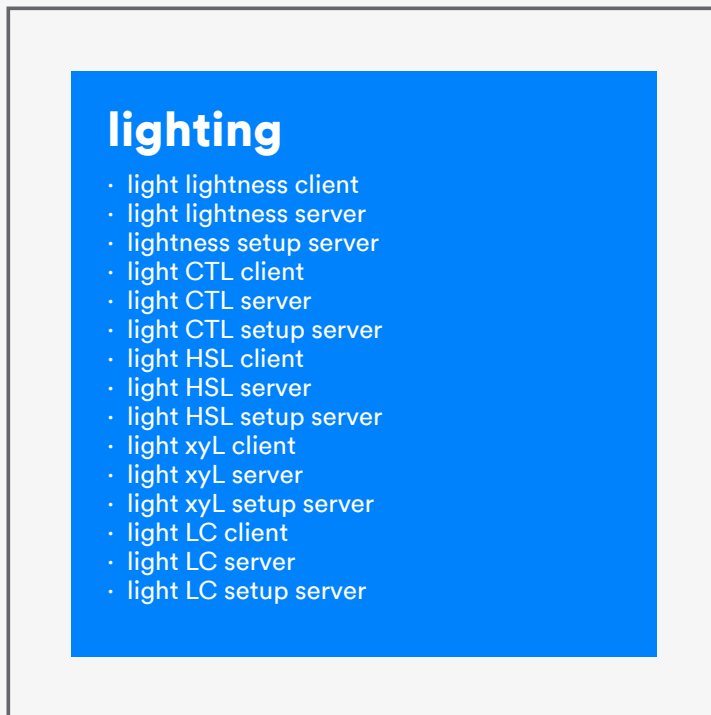 lighting
· light lightness client
· light lightness server
· lightness setup server
· light CTL client
· light CTL server
· light CTL setup server
· light HSL client
· light HSL server
· light HSL setup server
· light xyL client
· light xyL server
· light xyL setup server
· light LC client
· light LC server
· light LC setup server